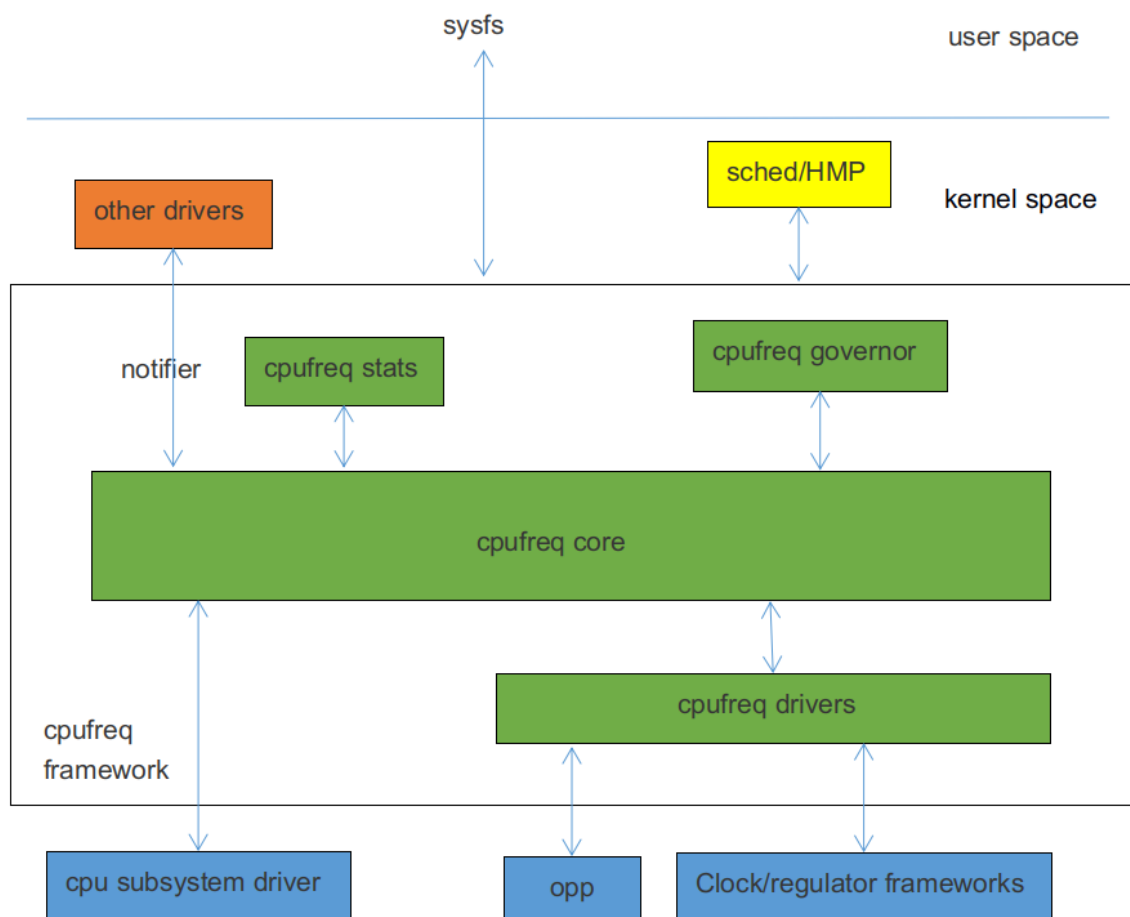 sysfs
user space
sched/HMP
kernel space
other drivers
notifier
cpufreq stats
cpufreq governor
cpufreq core
cpufreq drivers
cpufreq
framework
cpu subsystem driver
opp
Clock/regulator frameworks